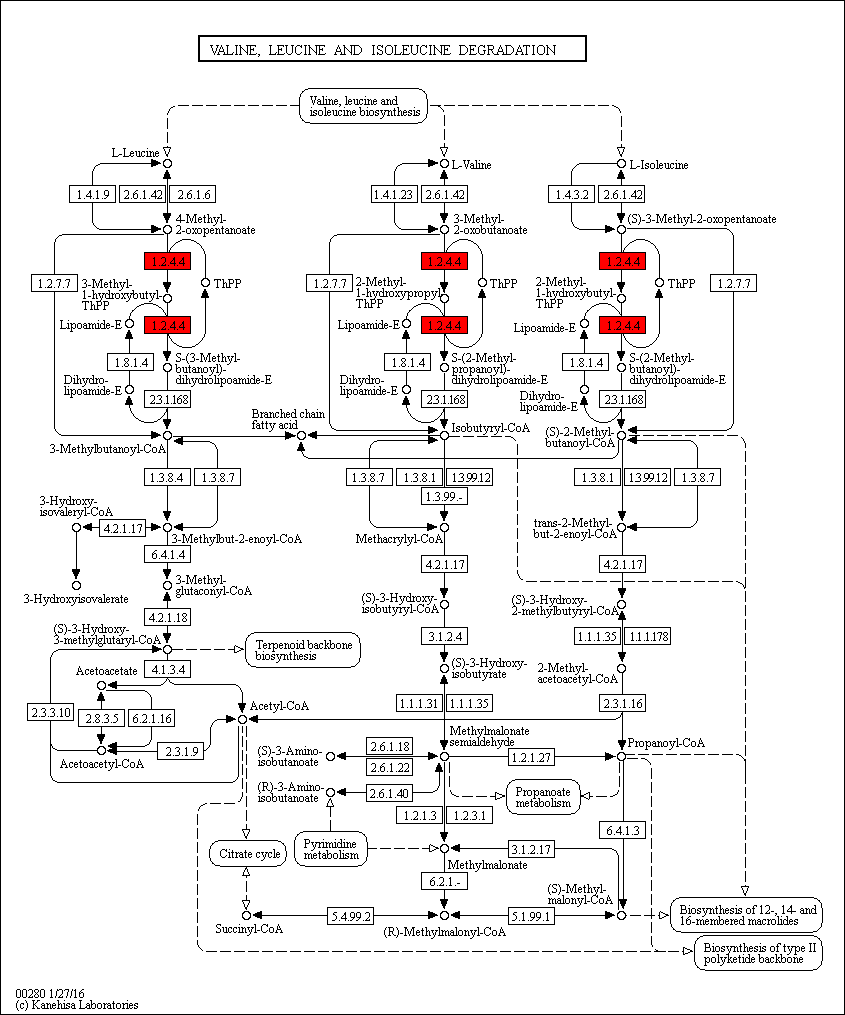 VALINE, LEUCINE AND ISOLEUCINE DEGRADATION
Valine, leucine and
isoleucine biosynthesis
L-Leucine
L-Valine
L-Isoleucine
1.4.1.9
2.6.1.42
2.6.1.6
1.4.1.23
2.6.1.42
1.4.3.2
2.6.1.42
4-Methyl-
2-oxopentanoate
3-Methyl-
2-oxobutanoate
(S)-3-Methyl-2-oxopentanoate
1.2.4.4
1.2.4.4
1.2.4.4
1.2.7.7
3-Methyl-
1-hydroxybutyl-
ThPP
ThPP
1.2.7.7
2-Methyl-
1-hydroxypropyl-
ThPP
ThPP
2-Methyl-
1-hydroxybutyl-
ThPP
ThPP
1.2.7.7
Lipoamide-E
1.2.4.4
Lipoamide-E
1.2.4.4
Lipoamide-E
1.2.4.4
1.8.1.4
S-(3-Methyl-
butanoyl)-
dihydrolipoamide-E
1.8.1.4
S-(2-Methyl-
propanoyl)-
dihydrolipoamide-E
1.8.1.4
S-(2-Methyl-
butanoyl)-
dihydrolipoamide-E
Dihydro-
lipoamide-E
Dihydro-
lipoamide-E
Dihydro-
lipoamide-E
2.3.1.168
2.3.1.168
2.3.1.168
Branched chain
fatty acid
3-Methylbutanoyl-CoA
Isobutyryl-CoA
(S)-2-Methyl-
butanoyl-CoA
1.3.8.4
1.3.8.7
1.3.8.7
1.3.8.1
1.3.99.12
1.3.99.-
1.3.8.1
1.3.99.12
1.3.8.7
3-Hydroxy-
isovaleryl-CoA
4.2.1.17
3-Methylbut-2-enoyl-CoA
Methacrylyl-CoA
trans-2-Methyl-
but-2-enoyl-CoA
6.4.1.4
4.2.1.17
4.2.1.17
3-Hydroxyisovalerate
3-Methyl-
glutaconyl-CoA
(S)-3-Hydroxy-
isobutyryl-CoA
(S)-3-Hydroxy-
2-methylbutyryl-CoA
4.2.1.18
(S)-3-Hydroxy-
3-methylglutaryl-CoA
Terpenoid backbone
biosynthesis
3.1.2.4
1.1.1.35
1.1.1.178
4.1.3.4
Acetoacetate
(S)-3-Hydroxy-
isobutyrate
2-Methyl-
acetoacetyl-CoA
2.3.3.10
2.8.3.5
6.2.1.16
Acetyl-CoA
1.1.1.31
1.1.1.35
2.3.1.16
Acetoacetyl-CoA
2.3.1.9
(S)-3-Amino-
isobutanoate
2.6.1.18
2.6.1.22
Methylmalonate
semialdehyde
1.2.1.27
Propanoyl-CoA
(R)-3-Amino-
isobutanoate
2.6.1.40
Propanoate
metabolism
1.2.1.3
1.2.3.1
6.4.1.3
Citrate cycle
Pyrimidine
metabolism
3.1.2.17
Methylmalonate
6.2.1.-
(S)-Methyl-
malonyl-CoA
Succinyl-CoA
5.4.99.2
(R)-Methylmalonyl-CoA
5.1.99.1
Biosynthesis of 12-, 14- and
16-membered macrolides
Biosynthesis of type II
polyketide backbone
00280 1/27/16
(c) Kanehisa Laboratories